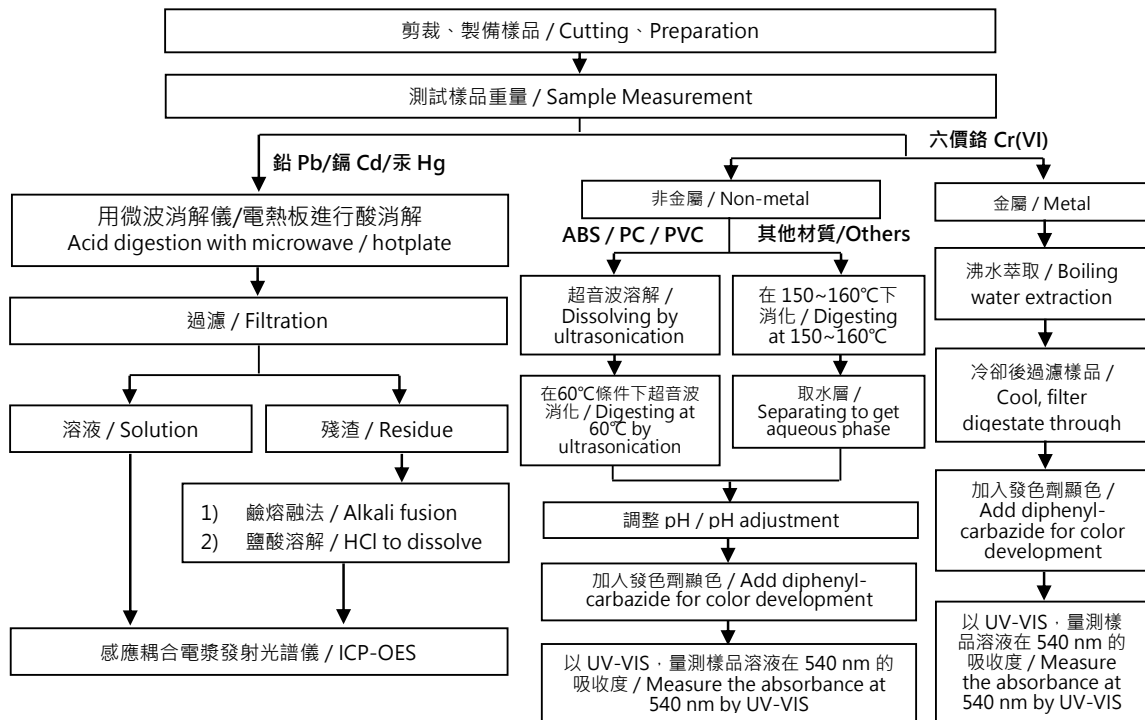 剪裁、製備樣品 / Cutting、Preparation
測試樣品重量 / Sample Measurement
鉛 Pb/鎘 Cd/汞 Hg
用微波消解儀/電熱板進行酸消解
Acid digestion with microwave / hotplate
過濾 / Filtration
溶液 / Solution
殘渣 / Residue
1) 鹼熔融法 / Alkali fusion
2) 鹽酸溶解 / HCl to dissolve
感應耦合電漿發射光譜儀 / ICP-OES
六價鉻 Cr(VI)
非金屬 / Non-metal
ABS / PC / PVC
其他材質/Others
超音波溶解 /
Dissolving by
ultrasonication
在 150~160℃下
消化 / Digesting
at 150~160℃
在60℃條件下超音波
消化 / Digesting at
60℃ by
ultrasonication
取水層 /
Separating to get
aqueous phase
調整 pH / pH adjustment
加入發色劑顯色 / Add diphenyl-
carbazide for color development
以 UV-VIS，量測樣品溶液在 540 nm 的
吸收度 / Measure the absorbance at
540 nm by UV-VIS
金屬 / Metal
沸水萃取 / Boiling
water extraction
冷卻後過濾樣品 /
Cool, filter
digestate through
加入發色劑顯色 /
Add diphenyl-
carbazide for color
development
以 UV-VIS，量測樣
品溶液在 540 nm 的
吸收度 / Measure
the absorbance at
540 nm by UV-VIS